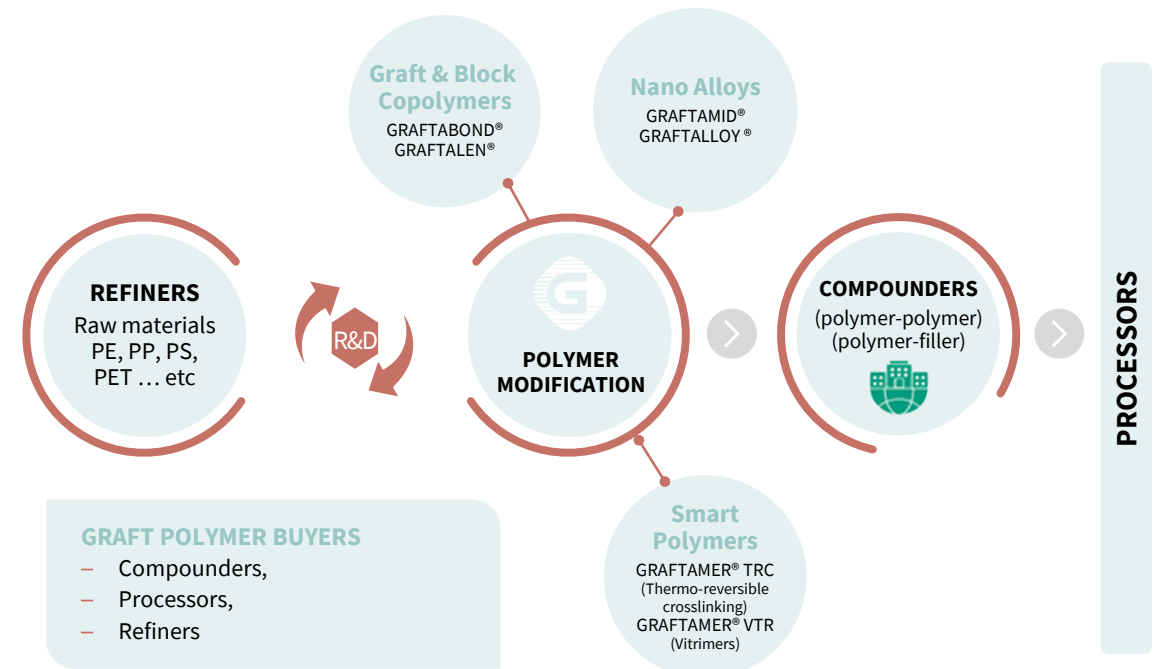 Graft & Block
Copolymers
GRAFTABOND®
GRAFTALEN®
Nano Alloys
GRAFTAMID®
GRAFTALLOY ®
REFINERS
Raw materials
PE, PP, PS,
PET … etc
R&D
G
POLYMER
MODIFICATION
COMPOUNDERS
(polymer-polymer)
(polymer-filler)
PROCESSORS
Smart
Polymers
GRAFTAMER® TRC
(Thermo-reversible
crosslinking)
GRAFTAMER® VTR
(Vitrimers)
GRAFT POLYMER BUYERS
– Compounders,
– Processors,
– Refiners